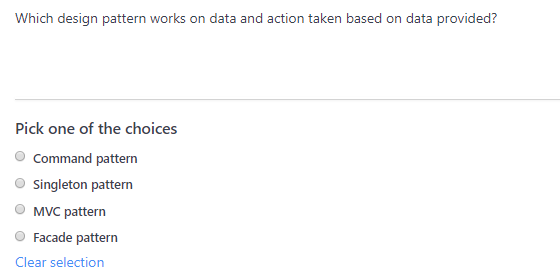 Which design pattern works on data and action taken based on data provided?
Pick one of the choices
Command pattern
Singleton pattern
MVC pattern
Facade pattern
Clear selection